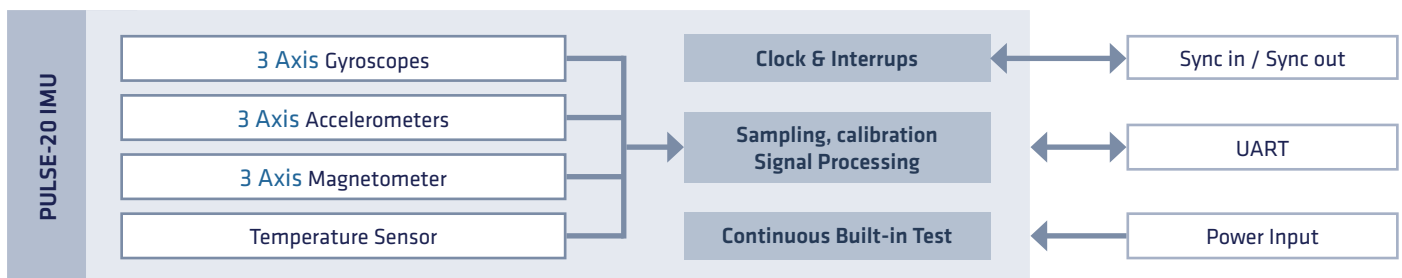 PULSE-20 IMU
3 Axis Gyroscopes
3 Axis Accelerometers
3 Axis Magnetometer
Temperature Sensor
Clock & Interrups
Sampling, calibration
Signal Processing
Continuous Built-in Test
Sync in / Sync out
UART
Power Input